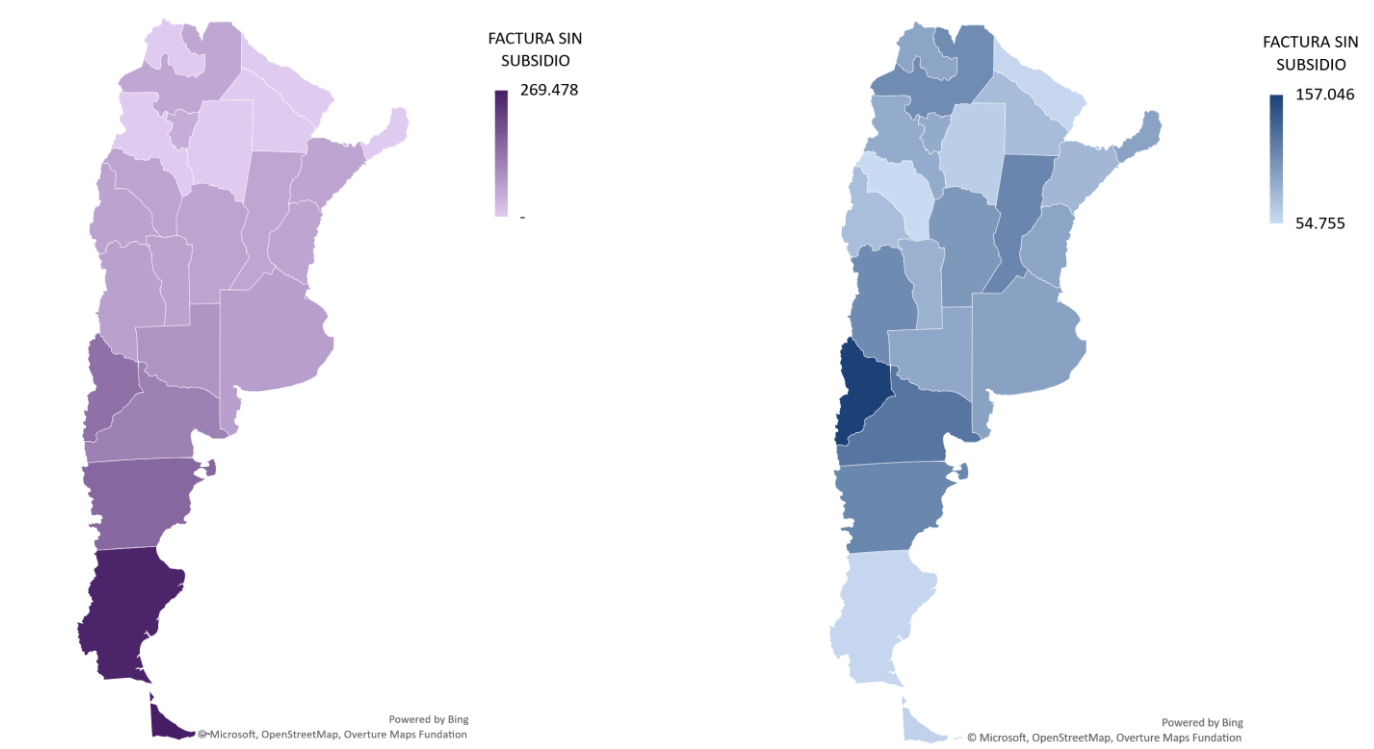 FACTURA SIN
SUBSIDIO
269.478
-
Powered by Bing
© Microsoft, OpenStreetMap, Overture Maps Fundation
FACTURA SIN
SUBSIDIO
157.046
54.755
Powered by Bing
© Microsoft, OpenStreetMap, Overture Maps Fundation